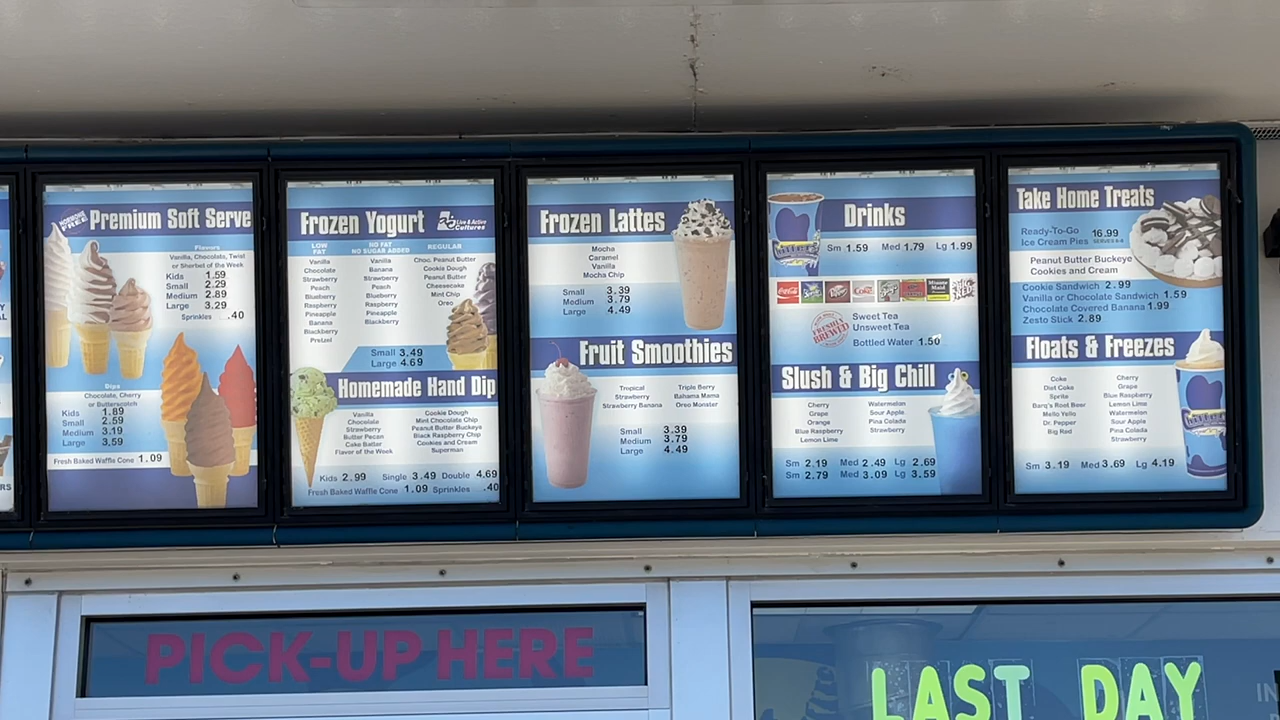 HORMONE FREE
Premium Soft Serve
Flavors
Vanilla, Chocolate, Twist
or Sherbet of the Week
Kids 1.59
Small 2.29
Medium 2.89
Large 3.29
Sprinkles .40
Dips
Chocolate, Cherry
or Butterscotch
Kids 1.89
Small 2.59
Medium 3.19
Large 3.59
Fresh Baked Waffle Cone 1.09
Frozen Yogurt
Live & Active
Cultures
LOW
FAT
Vanilla
Chocolate
Strawberry
Peach
Blueberry
Raspberry
Pineapple
Banana
Blackberry
Pretzel
NO FAT
NO SUGAR ADDED
Vanilla
Banana
Strawberry
Peach
Blueberry
Raspberry
Pineapple
Blackberry
REGULAR
Choc. Peanut Butter
Cookie Dough
Peanut Butter
Cheesecake
Mint Chip
Oreo
Small 3.49
Large 4.69
Homemade Hand Dip
Vanilla
Chocolate
Strawberry
Butter Pecan
Cake Batter
Flavor of the Week
Cookie Dough
Mint Chocolate Chip
Peanut Butter Buckeye
Black Raspberry Chip
Cookies and Cream
Superman
Kids 2.99 Single 3.49 Double 4.69
Fresh Baked Waffle Cone 1.09 Sprinkles .40
Frozen Lattes
Mocha
Caramel
Vanilla
Mocha Chip
Small 3.39
Medium 3.79
Large 4.49
Fruit Smoothies
Tropical
Strawberry
Strawberry Banana
Triple Berry
Bahama Mama
Oreo Monster
Small 3.39
Medium 3.79
Large 4.49
Drinks
Sm 1.59 Med 1.79 Lg 1.99
Coca-Cola
Sprite
Minute Maid
FRESH BREWED
Sweet Tea
Unsweet Tea
Bottled Water 1.50
Slush & Big Chill
Cherry
Grape
Orange
Blue Raspberry
Lemon Lime
Watermelon
Sour Apple
Pina Colada
Strawberry
Sm 2.19 Med 2.49 Lg 2.69
Sm 2.79 Med 3.09 Lg 3.59
Take Home Treats
Ready-To-Go
Ice Cream Pies 16.99 SERVES 6-8
Peanut Butter Buckeye
Cookies and Cream
Cookie Sandwich 2.99
Vanilla or Chocolate Sandwich 1.59
Chocolate Covered Banana 1.99
Zesto Stick 2.89
Floats & Freezes
Coke
Diet Coke
Sprite
Barq's Root Beer
Mello Yello
Dr. Pepper
Big Red
Cherry
Grape
Blue Raspberry
Lemon Lime
Watermelon
Sour Apple
Pina Colada
Strawberry
Sm 3.19 Med 3.69 Lg 4.19
PICK-UP HERE
LAST DAY